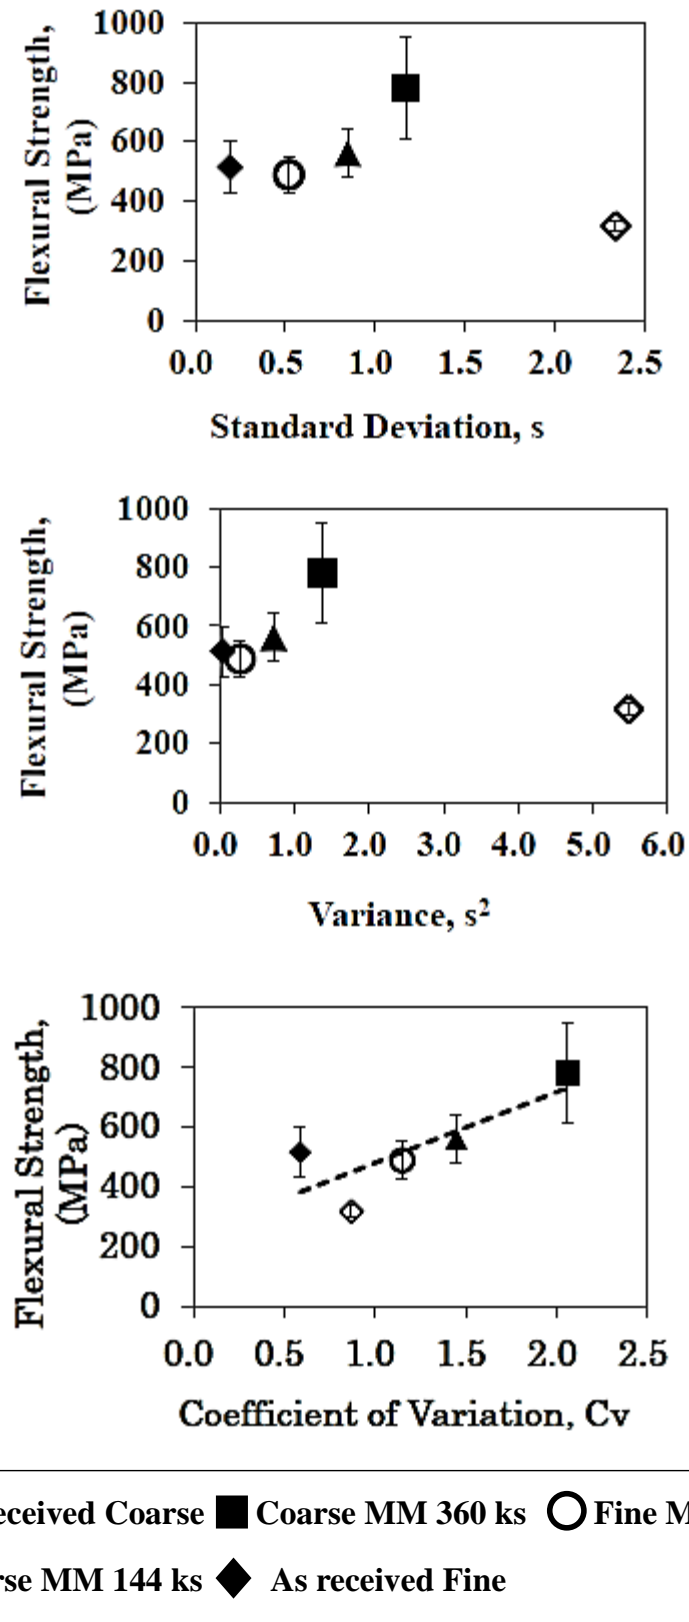 1000
800
600
400
200
0
Flexural Strength,
(MPa)
0.0 0.5 1.0 1.5 2.0 2.5
Standard Deviation, s
1000
800
600
400
200
0
Flexural Strength,
(MPa)
0.0 1.0 2.0 3.0 4.0 5.0 6.0
Variance, s²
1000
800
600
400
200
0
Flexural Strength,
(MPa)
0.0 0.5 1.0 1.5 2.0 2.5
Coefficient of Variation, Cv
eceived Coarse Coarse MM 360 ks Fine M
rse MM 144 ks As received Fine